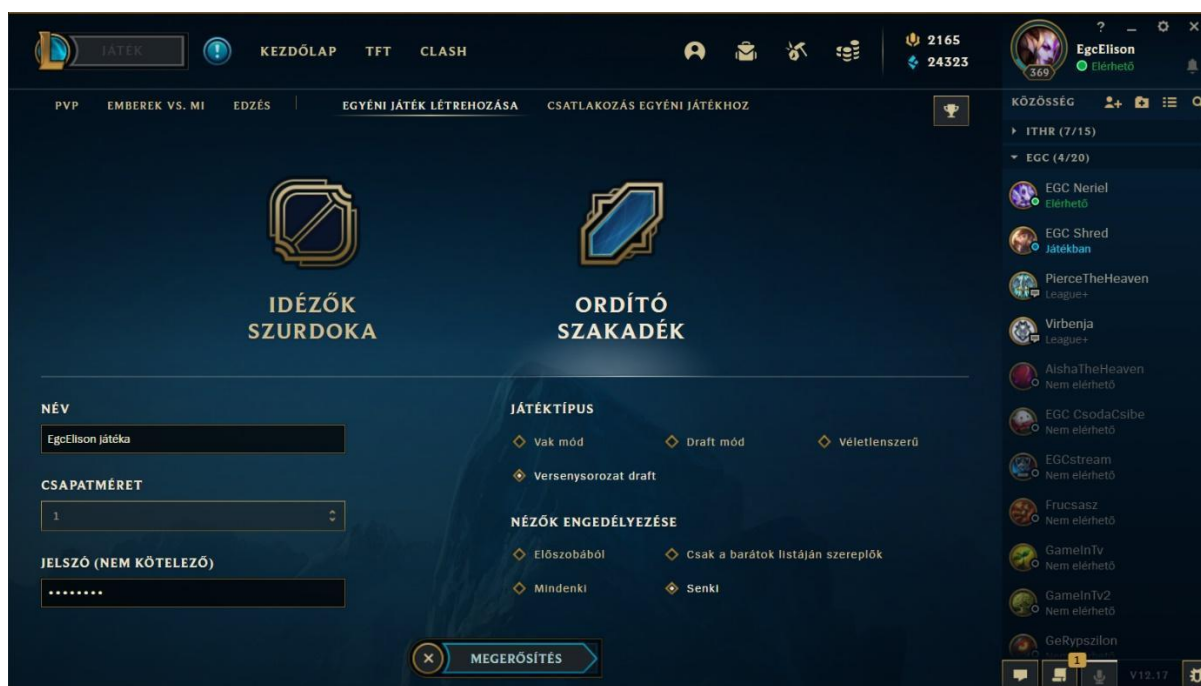 JÁTÉK
KEZDŐLAP TFT CLASH
2165
24323
369
EgcElison
Elérhető
PVP EMBEREK VS. MI EDZÉS EGYÉNI JÁTÉK LÉTREHOZÁSA CSATLAKOZÁS EGYÉNI JÁTÉKHOZ
IDÉZŐK
SZURDOKA
ORDÍTÓ
SZAKADÉK
NÉV
EgcElison játéka
CSAPATMÉRET
1
JELSZÓ (NEM KÖTELEZŐ)
••••••••
JÁTÉKTÍPUS
Vak mód Draft mód Véletlenszerű
Versenysorozat draft
NÉZŐK ENGEDÉLYEZÉSE
Előszobából Csak a barátok listáján szereplők
Mindenki Senki
MEGERŐSÍTÉS
KÖZÖSSÉG
ITHR (7/15)
EGC (4/20)
EGC Neriel
Elérhető
EGC Shred
Játékban
PierceTheHeaven
League+
Virbenja
League+
AishaTheHeaven
Nem elérhető
EGC CsodaCsibe
Nem elérhető
EGCstream
Nem elérhető
Frucsasz
Nem elérhető
GameInTv
Nem elérhető
GameInTv2
Nem elérhető
GeRypszilon
1
V12.17